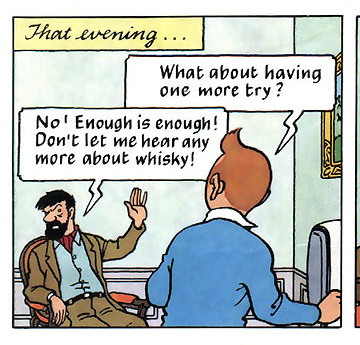 That evening...
What about having
one more try?
No! Enough is enough!
Don't let me hear any
more about whisky!